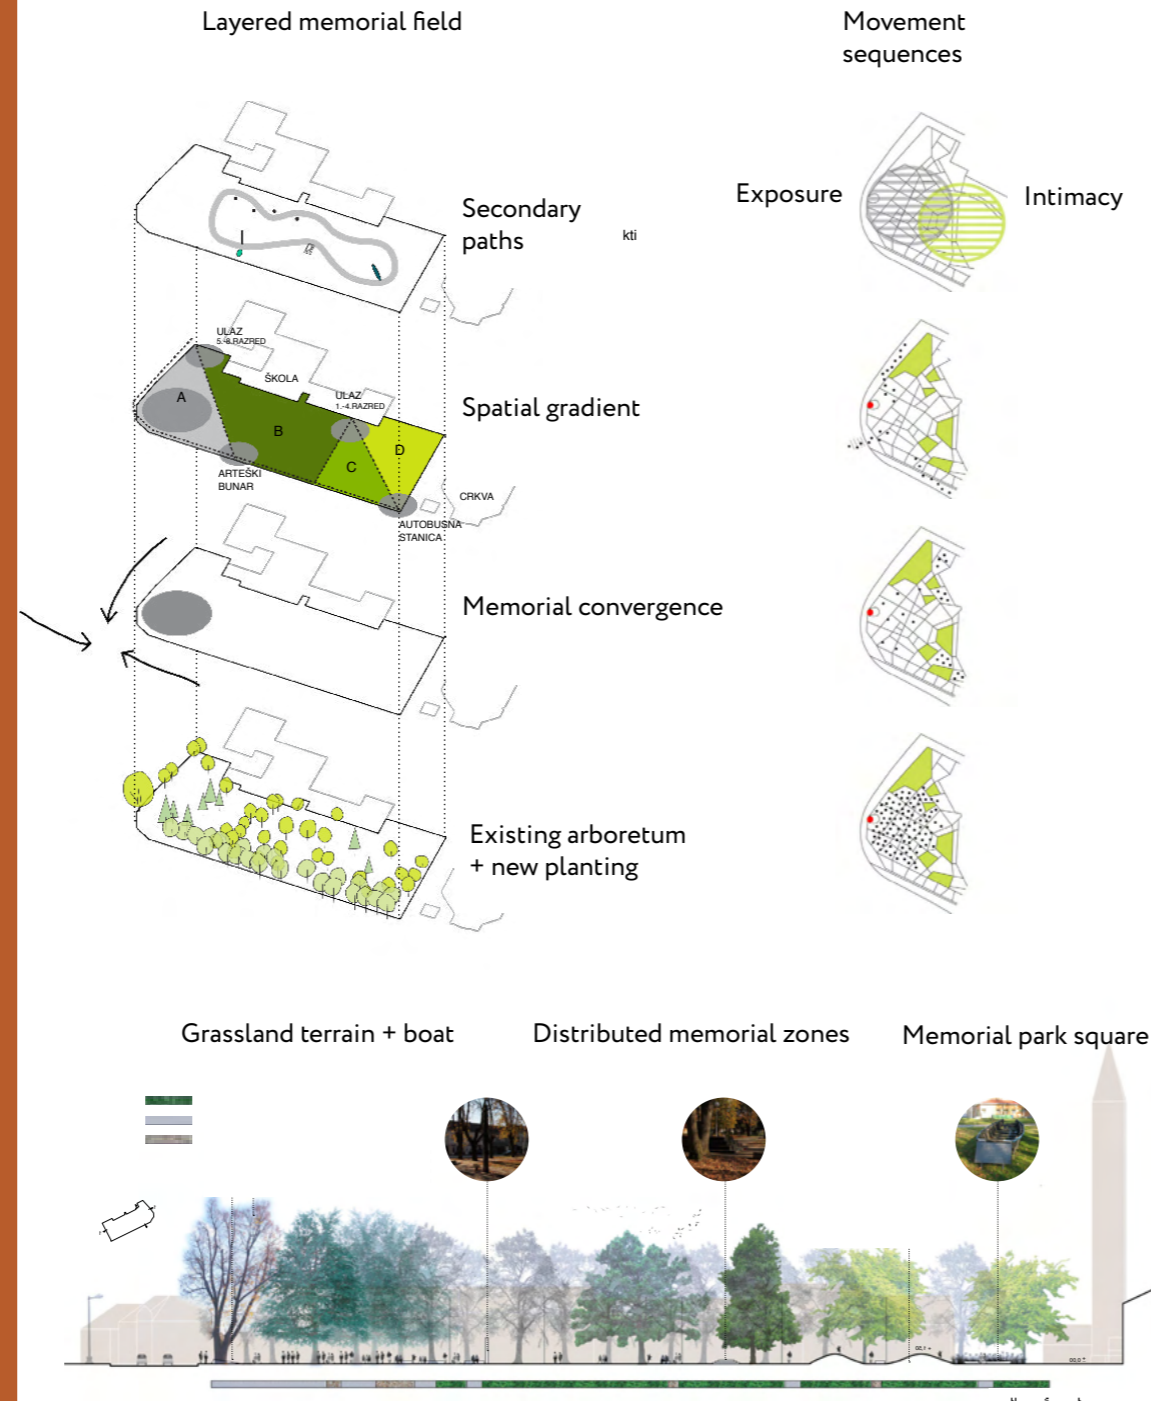 Layered memorial field
Movement
sequences
Secondary
paths
kti
Exposure
Intimacy
ULAZ
5.-8.RAZRED
ŠKOLA
ULAZ
1.-4.RAZRED
A
B
C
D
Spatial gradient
ARTEŠKI
BUNAR
CRKVA
AUTOBUSNA
STANICA
Memorial convergence
Existing arboretum
+ new planting
Grassland terrain + boat
Distributed memorial zones
Memorial park square